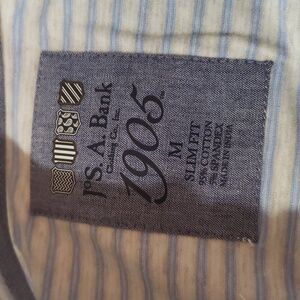 JoS. A. Bank
Clothing Co., Inc.
1905
M
SLIM FIT
95% COTTON
5% SPANDEX
MADE IN INDIA